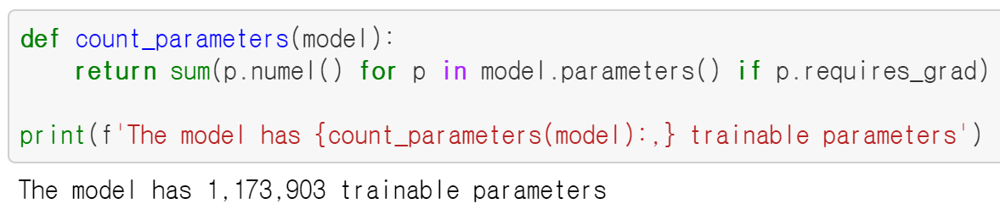 def count_parameters(model):
    return sum(p.numel() for p in model.parameters() if p.requires_grad)
print(f'The model has {count_parameters(model):,} trainable parameters')
The model has 1,173,903 trainable parameters